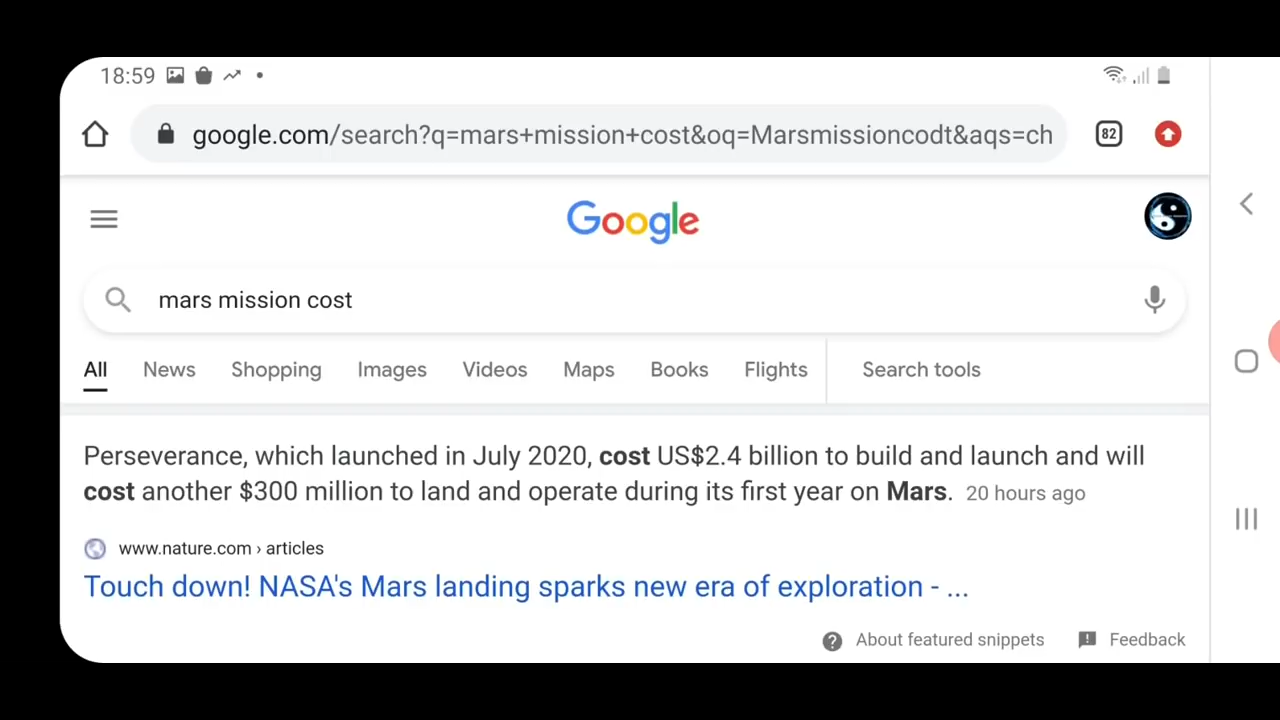 18:59
google.com/search?q=mars+mission+cost&oq=Marsmissioncodt&aqs=ch
82
Google
mars mission cost
All News Shopping Images Videos Maps Books Flights Search tools
Perseverance, which launched in July 2020, cost US$2.4 billion to build and launch and will
cost another $300 million to land and operate during its first year on Mars. 20 hours ago
www.nature.com › articles
Touch down! NASA's Mars landing sparks new era of exploration - ...
About featured snippets Feedback